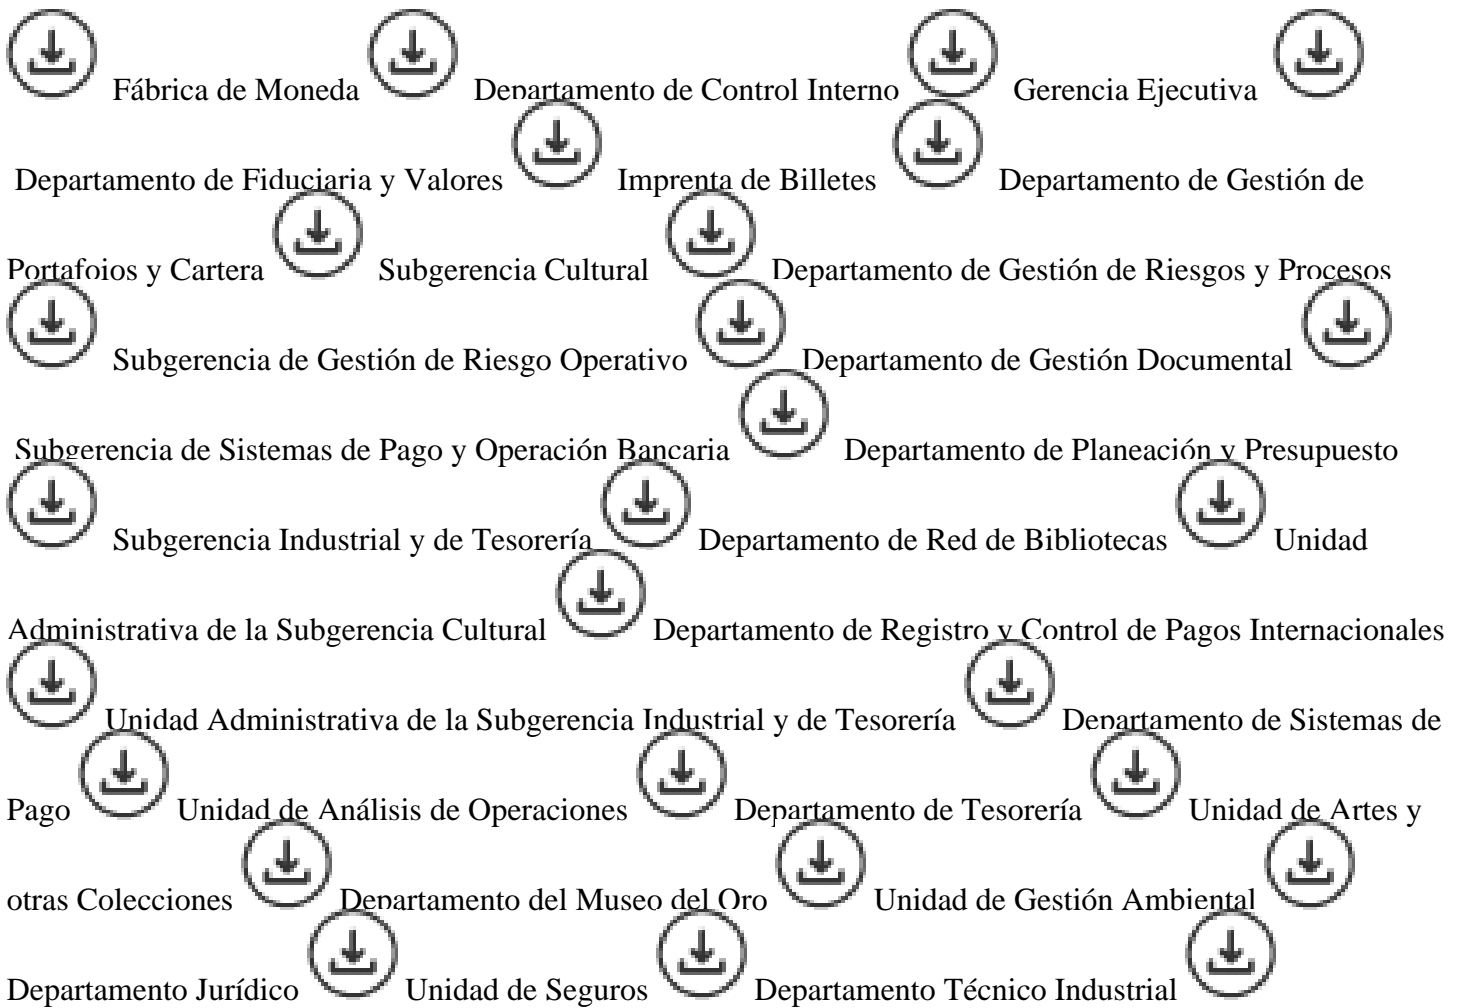 Fábrica de Moneda Departamento de Control Interno Gerencia Ejecutiva
Departamento de Fiduciaria y Valores Imprenta de Billetes Departamento de Gestión de
Portafoios y Cartera Subgerencia Cultural Departamento de Gestión de Riesgos y Procesos
Subgerencia de Gestión de Riesgo Operativo Departamento de Gestión Documental
Subgerencia de Sistemas de Pago y Operación Bancaria Departamento de Planeación y Presupuesto
Subgerencia Industrial y de Tesorería Departamento de Red de Bibliotecas Unidad
Administrativa de la Subgerencia Cultural Departamento de Registro y Control de Pagos Internacionales
Unidad Administrativa de la Subgerencia Industrial y de Tesorería Departamento de Sistemas de
Pago Unidad de Análisis de Operaciones Departamento de Tesorería Unidad de Artes y
otras Colecciones Departamento del Museo del Oro Unidad de Gestión Ambiental
Departamento Jurídico Unidad de Seguros Departamento Técnico Industrial